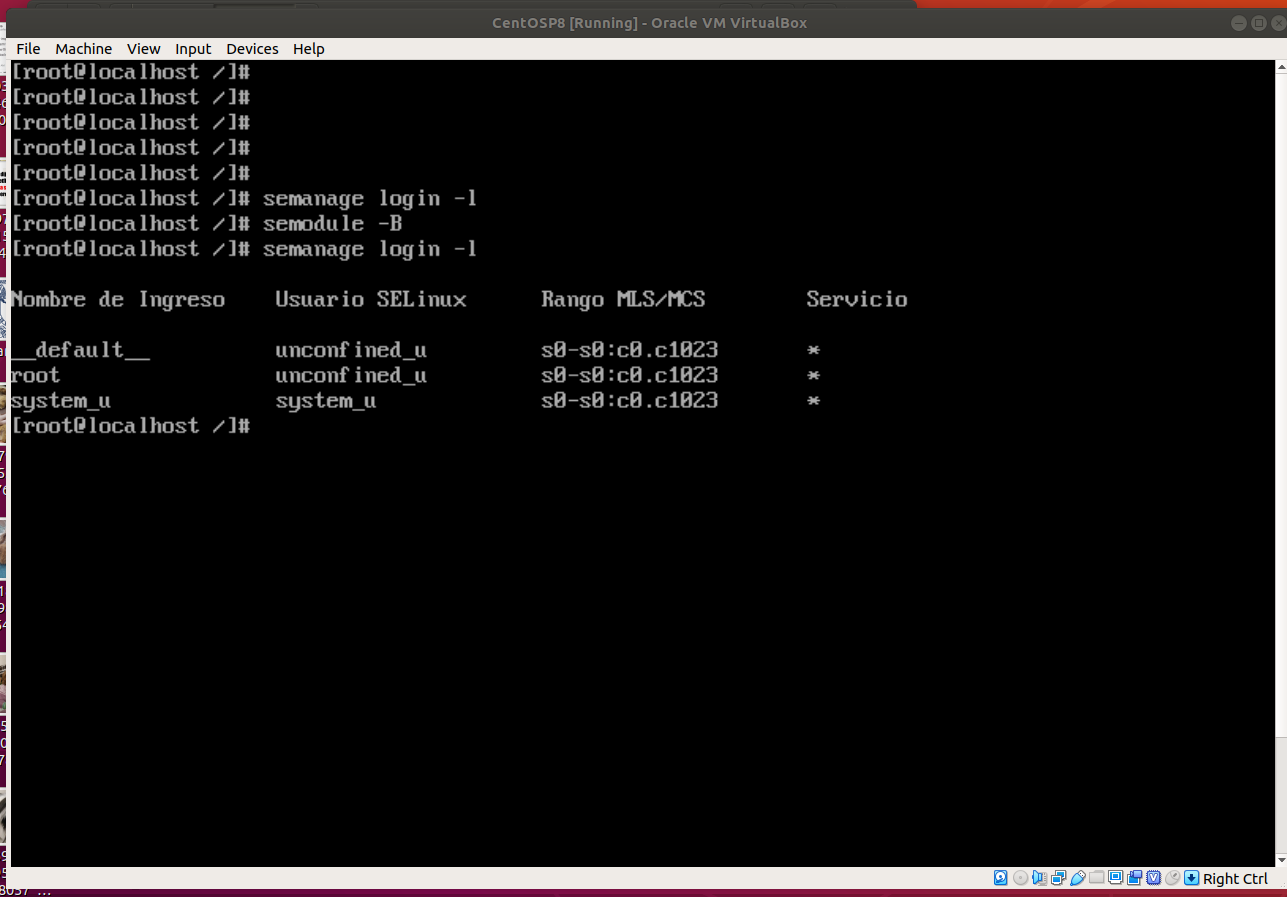 CentOSP8 [Running] - Oracle VM VirtualBox
File Machine View Input Devices Help
[root@localhost /]#
[root@localhost /]#
[root@localhost /]#
[root@localhost /]#
[root@localhost /]#
[root@localhost /]# semanage login -l
[root@localhost /]# semodule -B
[root@localhost /]# semanage login -l
Nombre de Ingreso Usuario SELinux Rango MLS/MCS Servicio
__default__ unconfined_u s0-s0:c0.c1023 *
root unconfined_u s0-s0:c0.c1023 *
system_u system_u s0-s0:c0.c1023 *
[root@localhost /]#
Right Ctrl